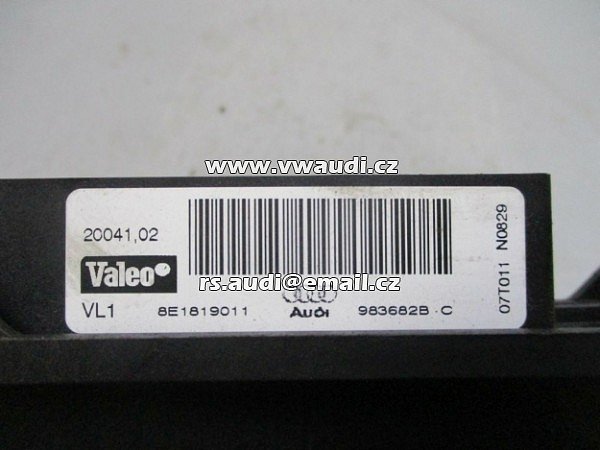 www.vwaudi.cz
20041,02
Valeo
rs.audi@email.cz
VL1
8E1819011
Audi
983682B · C
07T011 N0829